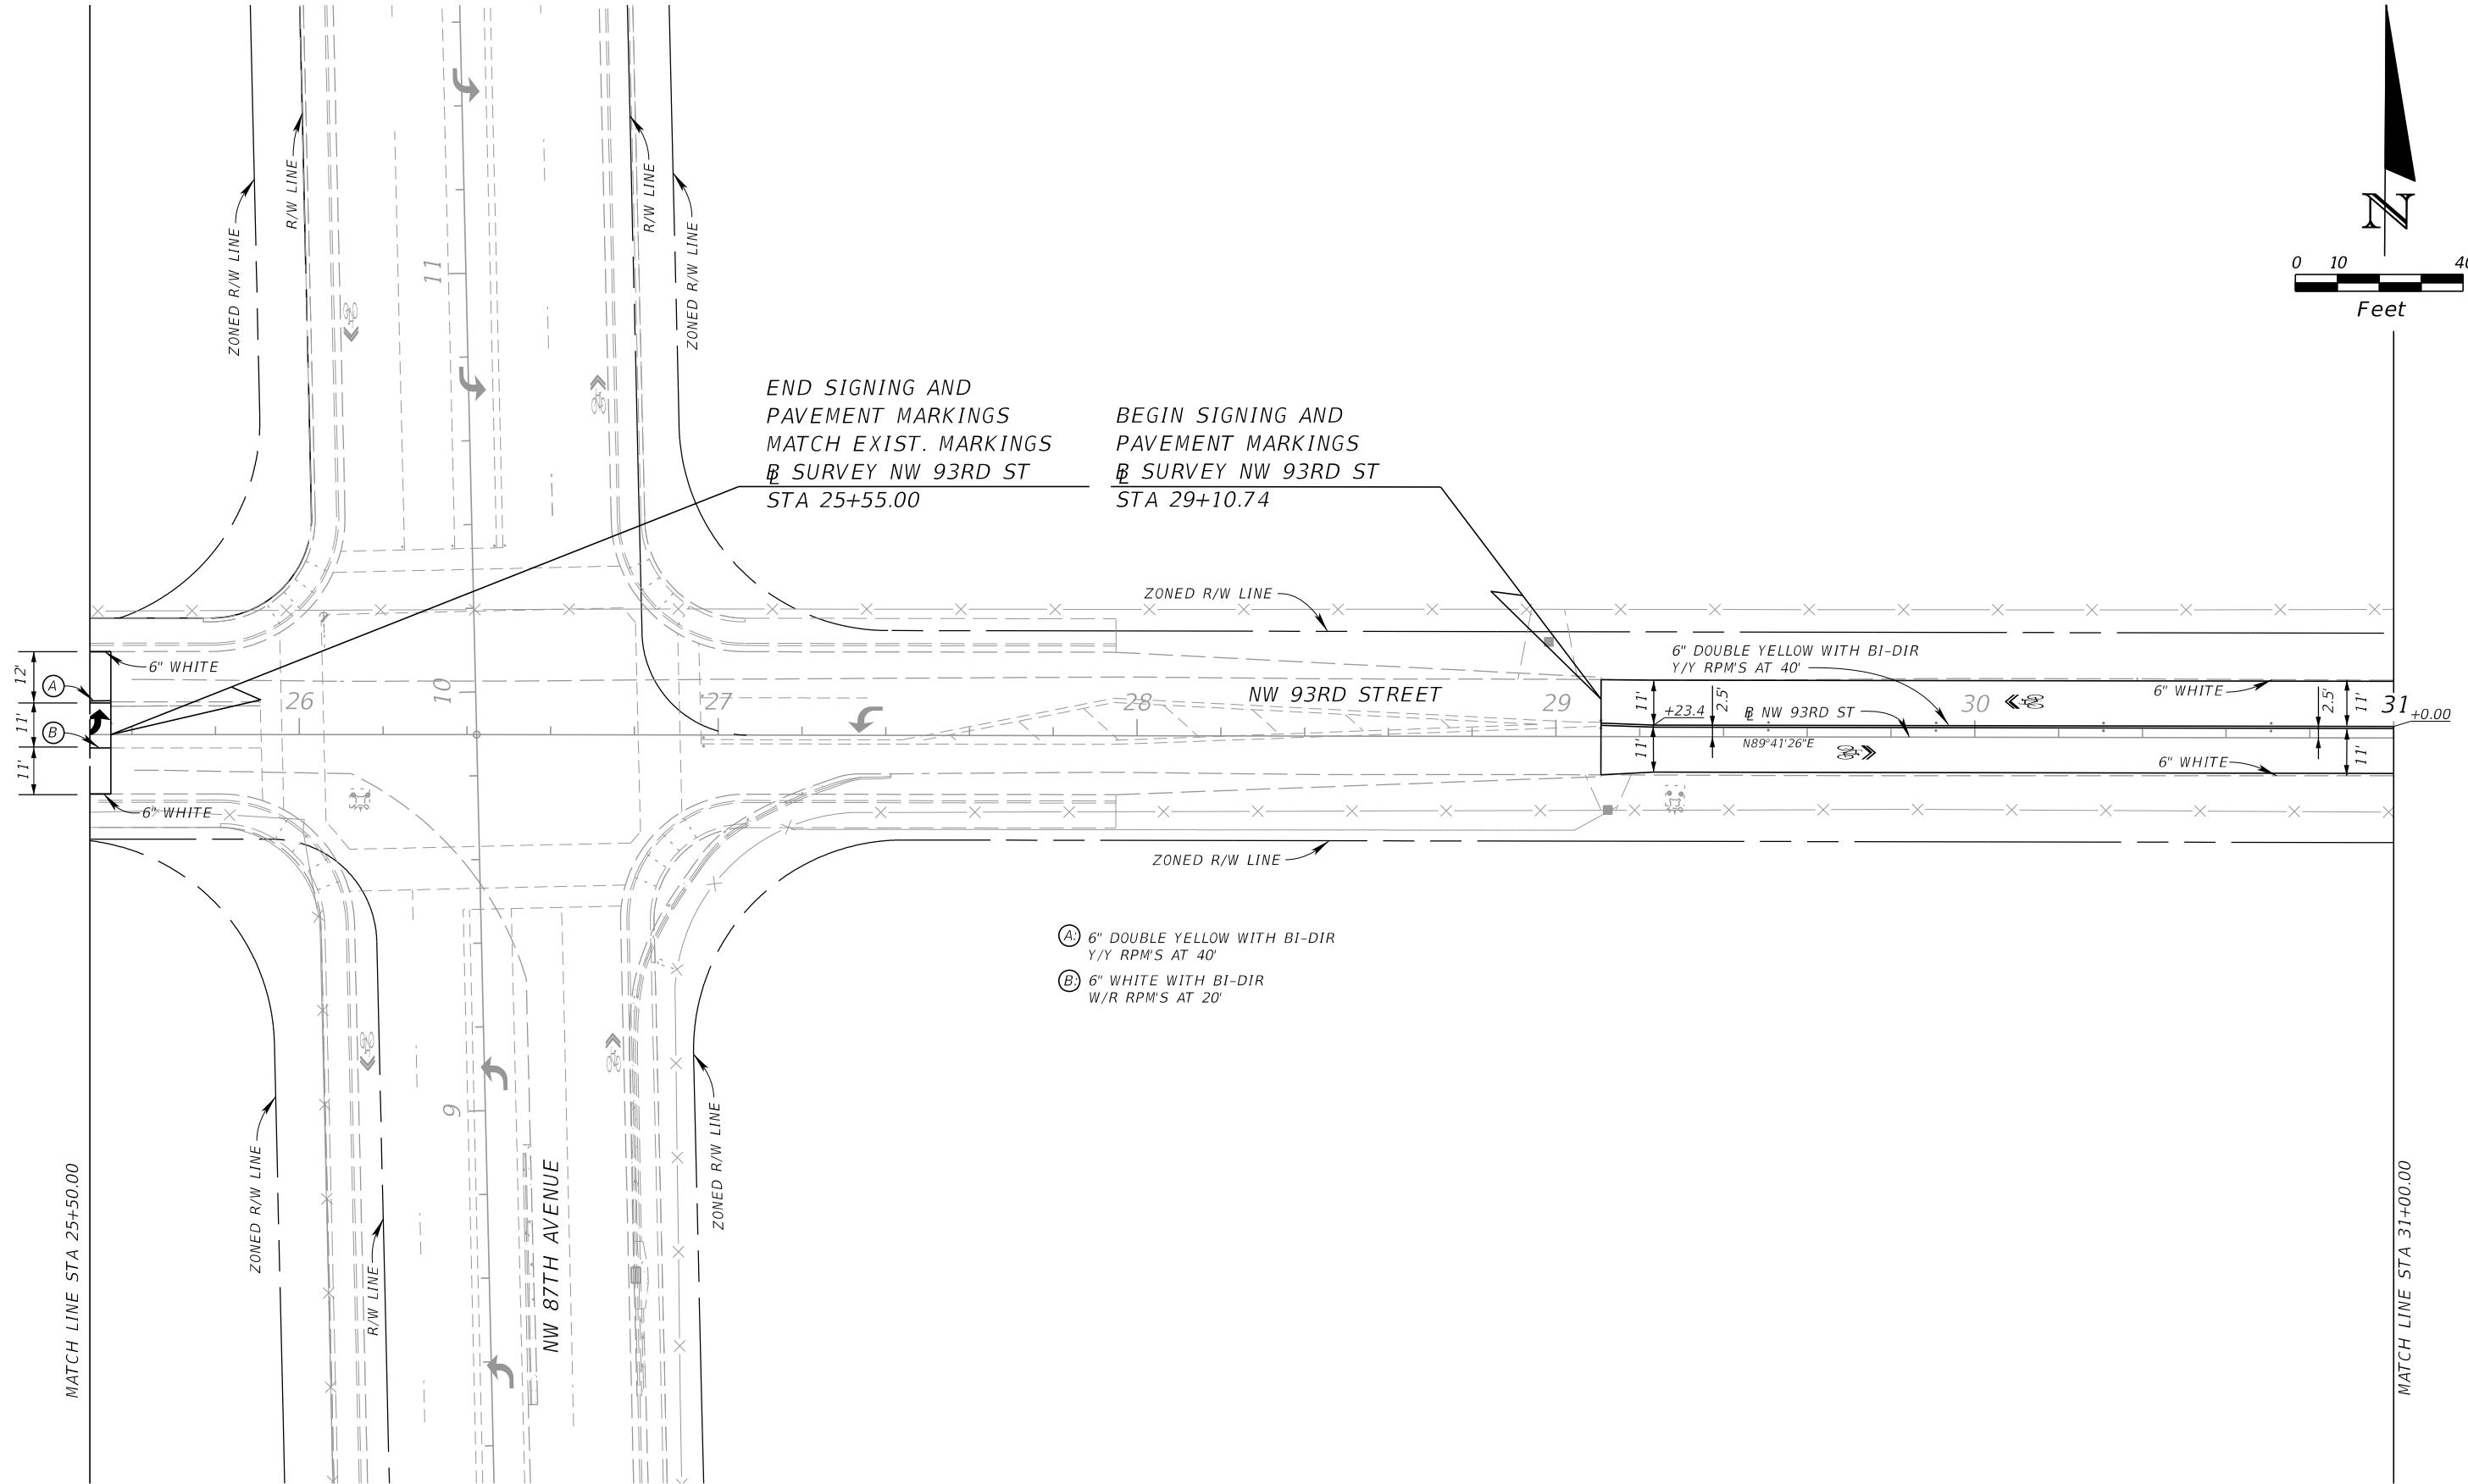 N
0 10 40
Feet
R/W LINE
ZONED R/W LINE
R/W LINE
ZONED R/W LINE
11
END SIGNING AND
PAVEMENT MARKINGS
MATCH EXIST. MARKINGS
BL SURVEY NW 93RD ST
STA 25+55.00
BEGIN SIGNING AND
PAVEMENT MARKINGS
BL SURVEY NW 93RD ST
STA 29+10.74
ZONED R/W LINE
12'
A
11'
B
11'
6" WHITE
6" WHITE
26
10
27
28
29
30
31
+0.00
NW 93RD STREET
6" DOUBLE YELLOW WITH BI-DIR
Y/Y RPM'S AT 40'
11'
2.5'
+23.4
BL NW 93RD ST
N89°41'26"E
11'
6" WHITE
6" WHITE
2.5'
11'
11'
ZONED R/W LINE
A: 6" DOUBLE YELLOW WITH BI-DIR
Y/Y RPM'S AT 40'
B: 6" WHITE WITH BI-DIR
W/R RPM'S AT 20'
9
NW 87TH AVENUE
ZONED R/W LINE
R/W LINE
ZONED R/W LINE
MATCH LINE STA 25+50.00
MATCH LINE STA 31+00.00